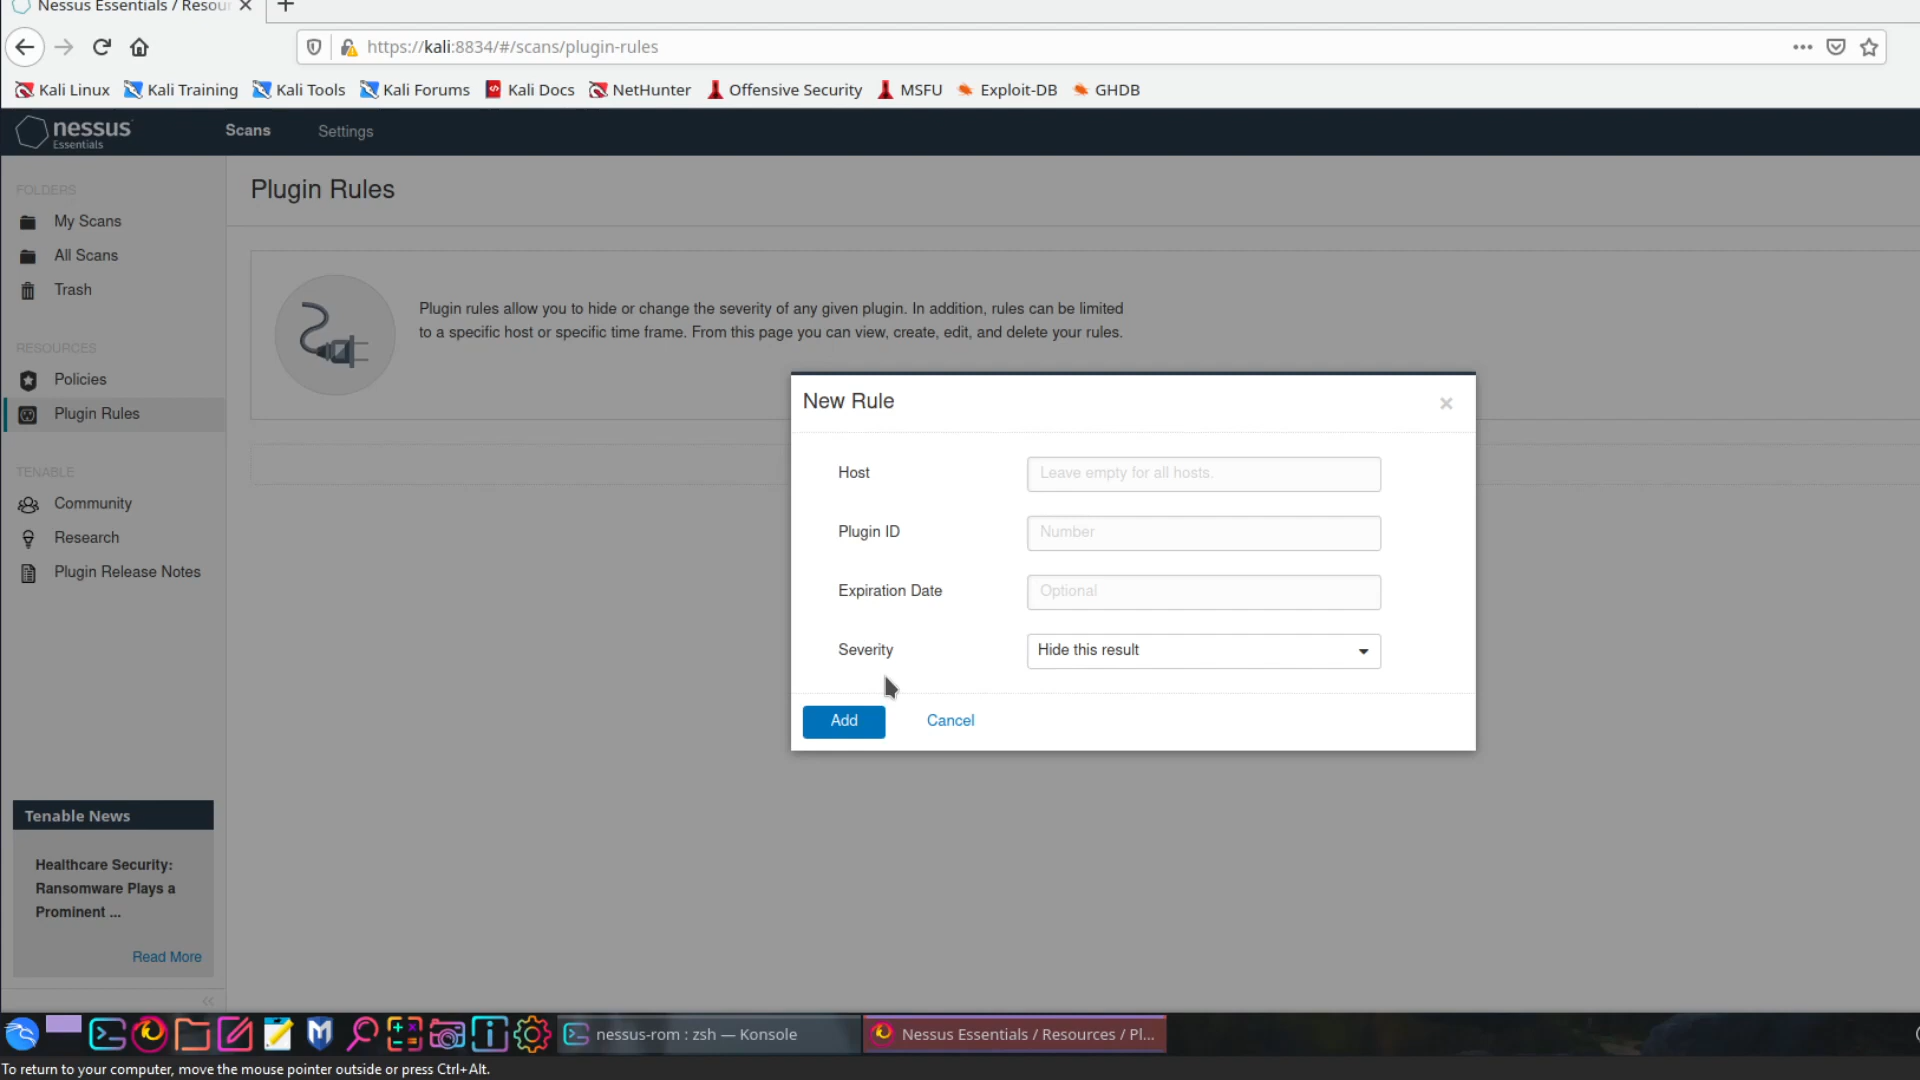 Nessus Essentials / Resour
https://kali:8834/#/scans/plugin-rules
Kali Linux Kali Training Kali Tools Kali Forums Kali Docs NetHunter Offensive Security MSFU Exploit-DB GHDB
nessus
Essentials
Scans Settings
FOLDERS
My Scans
All Scans
Trash
RESOURCES
Policies
Plugin Rules
TENABLE
Community
Research
Plugin Release Notes
Tenable News
Healthcare Security:
Ransomware Plays a
Prominent ...
Read More
Plugin Rules
Plugin rules allow you to hide or change the severity of any given plugin. In addition, rules can be limited
to a specific host or specific time frame. From this page you can view, create, edit, and delete your rules.
New Rule
Host Leave empty for all hosts.
Plugin ID Number
Expiration Date Optional
Severity Hide this result
Add Cancel
nessus-rom : zsh — Konsole
Nessus Essentials / Resources / Pl...
To return to your computer, move the mouse pointer outside or press Ctrl+Alt.